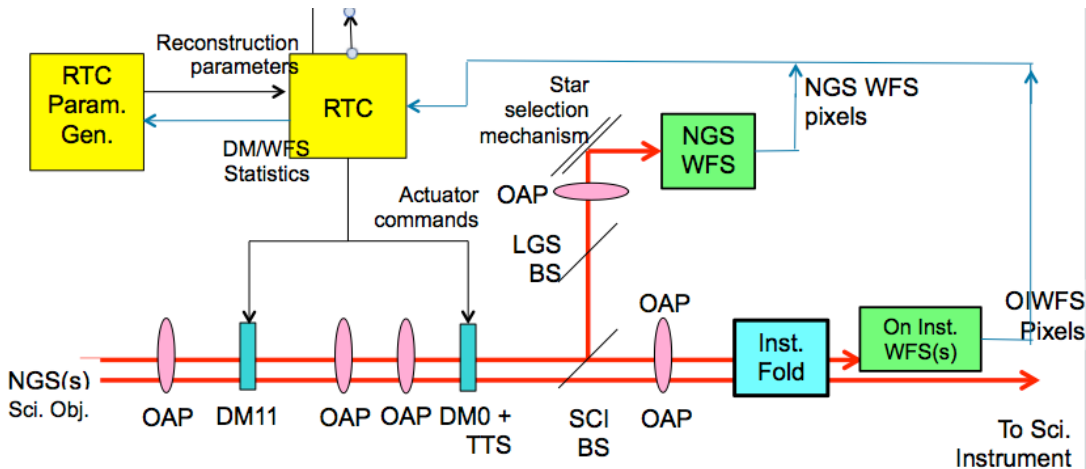 Reconstruction
parameters
RTC
Param.
Gen.
RTC
DM/WFS
Statistics
Actuator
commands
Star
selection
mechanism
NGS
WFS
NGS WFS
pixels
OAP
LGS
BS
OAP
OIWFS
Pixels
On Inst.
WFS(s)
Inst.
Fold
NGS(s)
Sci. Obj.
OAP
DM11
OAP
OAP
DM0 +
TTS
SCI
BS
OAP
To Sci.
Instrument